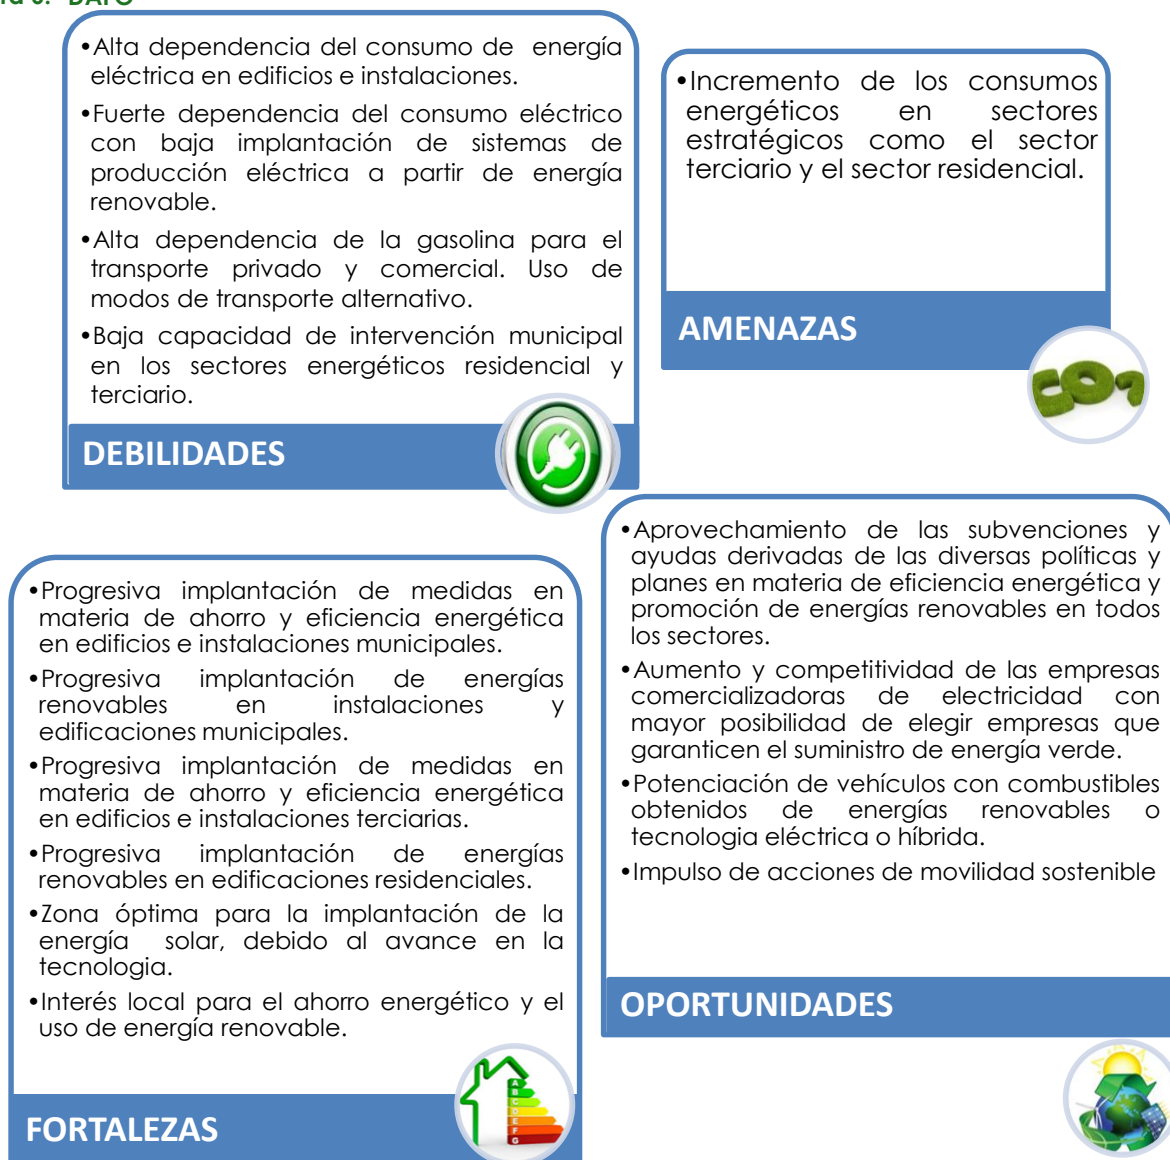 DAFO
•Alta dependencia del consumo de energía
eléctrica en edificios e instalaciones.
•Fuerte dependencia del consumo eléctrico
con baja implantación de sistemas de
producción eléctrica a partir de energía
renovable.
•Alta dependencia de la gasolina para el
transporte privado y comercial. Uso de
modos de transporte alternativo.
•Baja capacidad de intervención municipal
en los sectores energéticos residencial y
terciario.
DEBILIDADES
•Incremento de los consumos
energéticos en sectores
estratégicos como el sector
terciario y el sector residencial.
AMENAZAS
•Progresiva implantación de medidas en
materia de ahorro y eficiencia energética
en edificios e instalaciones municipales.
•Progresiva implantación de energías
renovables en instalaciones y
edificaciones municipales.
•Progresiva implantación de medidas en
materia de ahorro y eficiencia energética
en edificios e instalaciones terciarias.
•Progresiva implantación de energías
renovables en edificaciones residenciales.
•Zona óptima para la implantación de la
energía solar, debido al avance en la
tecnologia.
•Interés local para el ahorro energético y el
uso de energía renovable.
A
B
C
D
E
F
G
FORTALEZAS
•Aprovechamiento de las subvenciones y
ayudas derivadas de las diversas políticas y
planes en materia de eficiencia energética y
promoción de energías renovables en todos
los sectores.
•Aumento y competitividad de las empresas
comercializadoras de electricidad con
mayor posibilidad de elegir empresas que
garanticen el suministro de energía verde.
•Potenciación de vehículos con combustibles
obtenidos de energías renovables o
tecnologia eléctrica o híbrida.
•Impulso de acciones de movilidad sostenible
OPORTUNIDADES